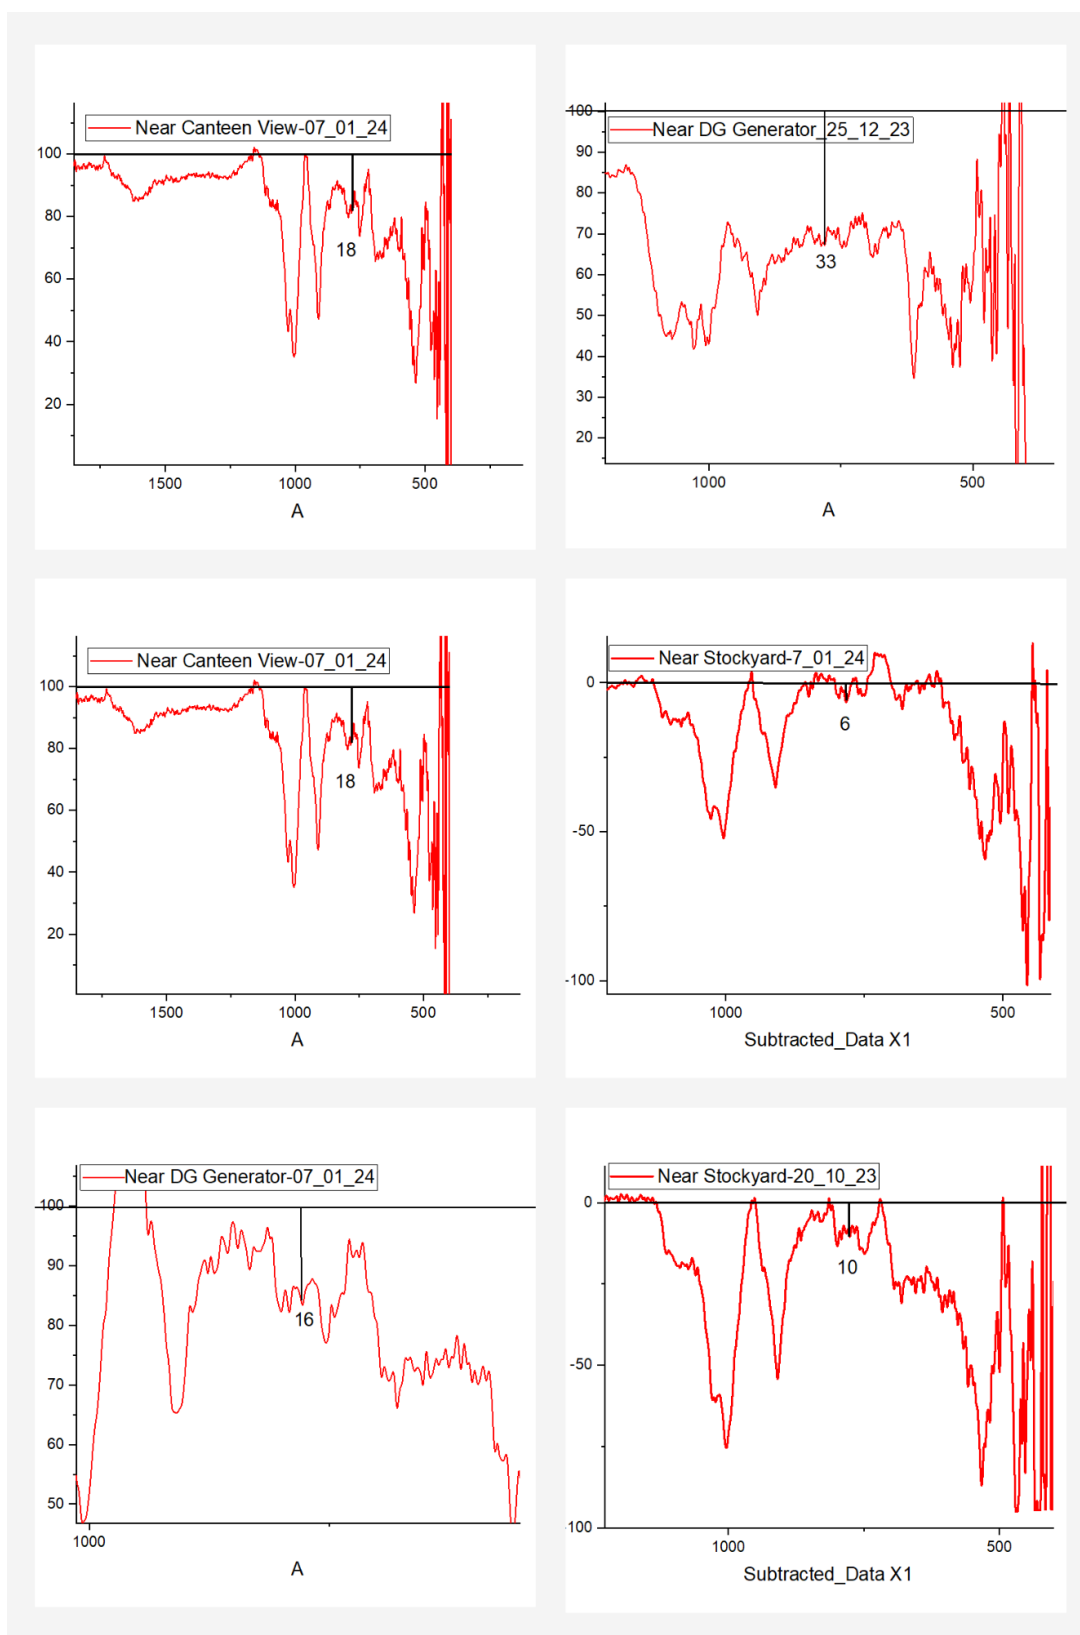 Near Canteen View-07_01_24
100
80
60
40
20
18
1500 1000 500
A
Near DG Generator_25_12_23
100
90
80
70
60
50
40
30
20
33
1000 500
A
Near Canteen View-07_01_24
100
80
60
40
20
18
1500 1000 500
A
Near Stockyard-7_01_24
0
-50
-100
6
1000 500
Subtracted_Data X1
Near DG Generator-07_01_24
100
90
80
70
60
50
16
1000
A
Near Stockyard-20_10_23
0
-50
-100
10
1000 500
Subtracted_Data X1